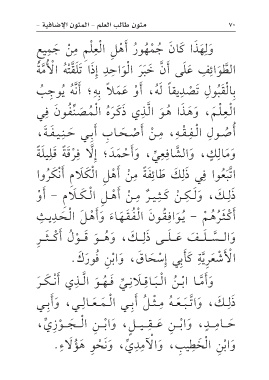 ٧٠ متون طالب العلم – المتون الإضافية –
وَلِهَذَا كَانَ جُمْهُورُ أَهْلِ الْعِلْمِ مِنْ جَمِيعِ
الطَّوَائِفِ عَلَى أَنَّ خَبَرَ الْوَاحِدِ إِذَا تَلَقَّتْهُ الْأُمَّةُ
بِالْقَبُولِ تَصْدِيقاً لَهُ، أَوْ عَمَلاً بِهِ؛ أَنَّهُ يُوجِبُ
الْعِلْمَ، وَهَذَا هُوَ الَّذِي ذَكَرَهُ الْمُصَنِّفُونَ فِي
أُصُولِ الْفِقْهِ، مِنْ أَصْحَابِ أَبِي حَنِيفَةَ،
وَمَالِكٍ، وَالشَّافِعِيِّ، وَأَحْمَدَ؛ إِلَّا فِرْقَةً قَلِيلَةً
اتَّبَعُوا فِي ذَلِكَ طَائِفَةً مِنْ أَهْلِ الْكَلَامِ أَنْكَرُوا
ذَلِكَ، وَلَكِنْ كَثِيرٌ مِنْ أَهْلِ الْكَلَامِ – أَوْ
أَكْثَرُهُمْ – يُوَافِقُونَ الْفُقَهَاءَ وَأَهْلَ الْحَدِيثِ
وَالسَّلَفَ عَلَى ذَلِكَ، وَهُوَ قَوْلُ أَكْثَرِ
الْأَشْعَرِيَّةِ كَأَبِي إِسْحَاقَ، وَابْنِ فُورَكَ.
وَأَمَّا ابْنُ الْبَاقِلَانِيِّ فَهُوَ الَّذِي أَنْكَرَ
ذَلِكَ، وَاتَّبَعَهُ مِثْلُ أَبِي الْمَعَالِي، وَأَبِي
حَامِدٍ، وَابْنِ عَقِيلٍ، وَابْنِ الْجَوْزِيِّ،
وَابْنِ الْخَطِيبِ، وَالْآمِدِيِّ، وَنَحْوِ هَؤُلَاءِ.